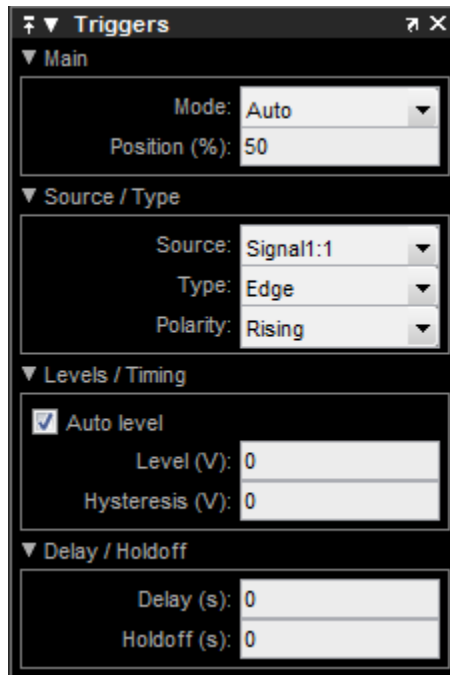 Triggers
Main
Mode: Auto
Position (%): 50
Source / Type
Source: Signal1:1
Type: Edge
Polarity: Rising
Levels / Timing
Auto level
Level (V): 0
Hysteresis (V): 0
Delay / Holdoff
Delay (s): 0
Holdoff (s): 0